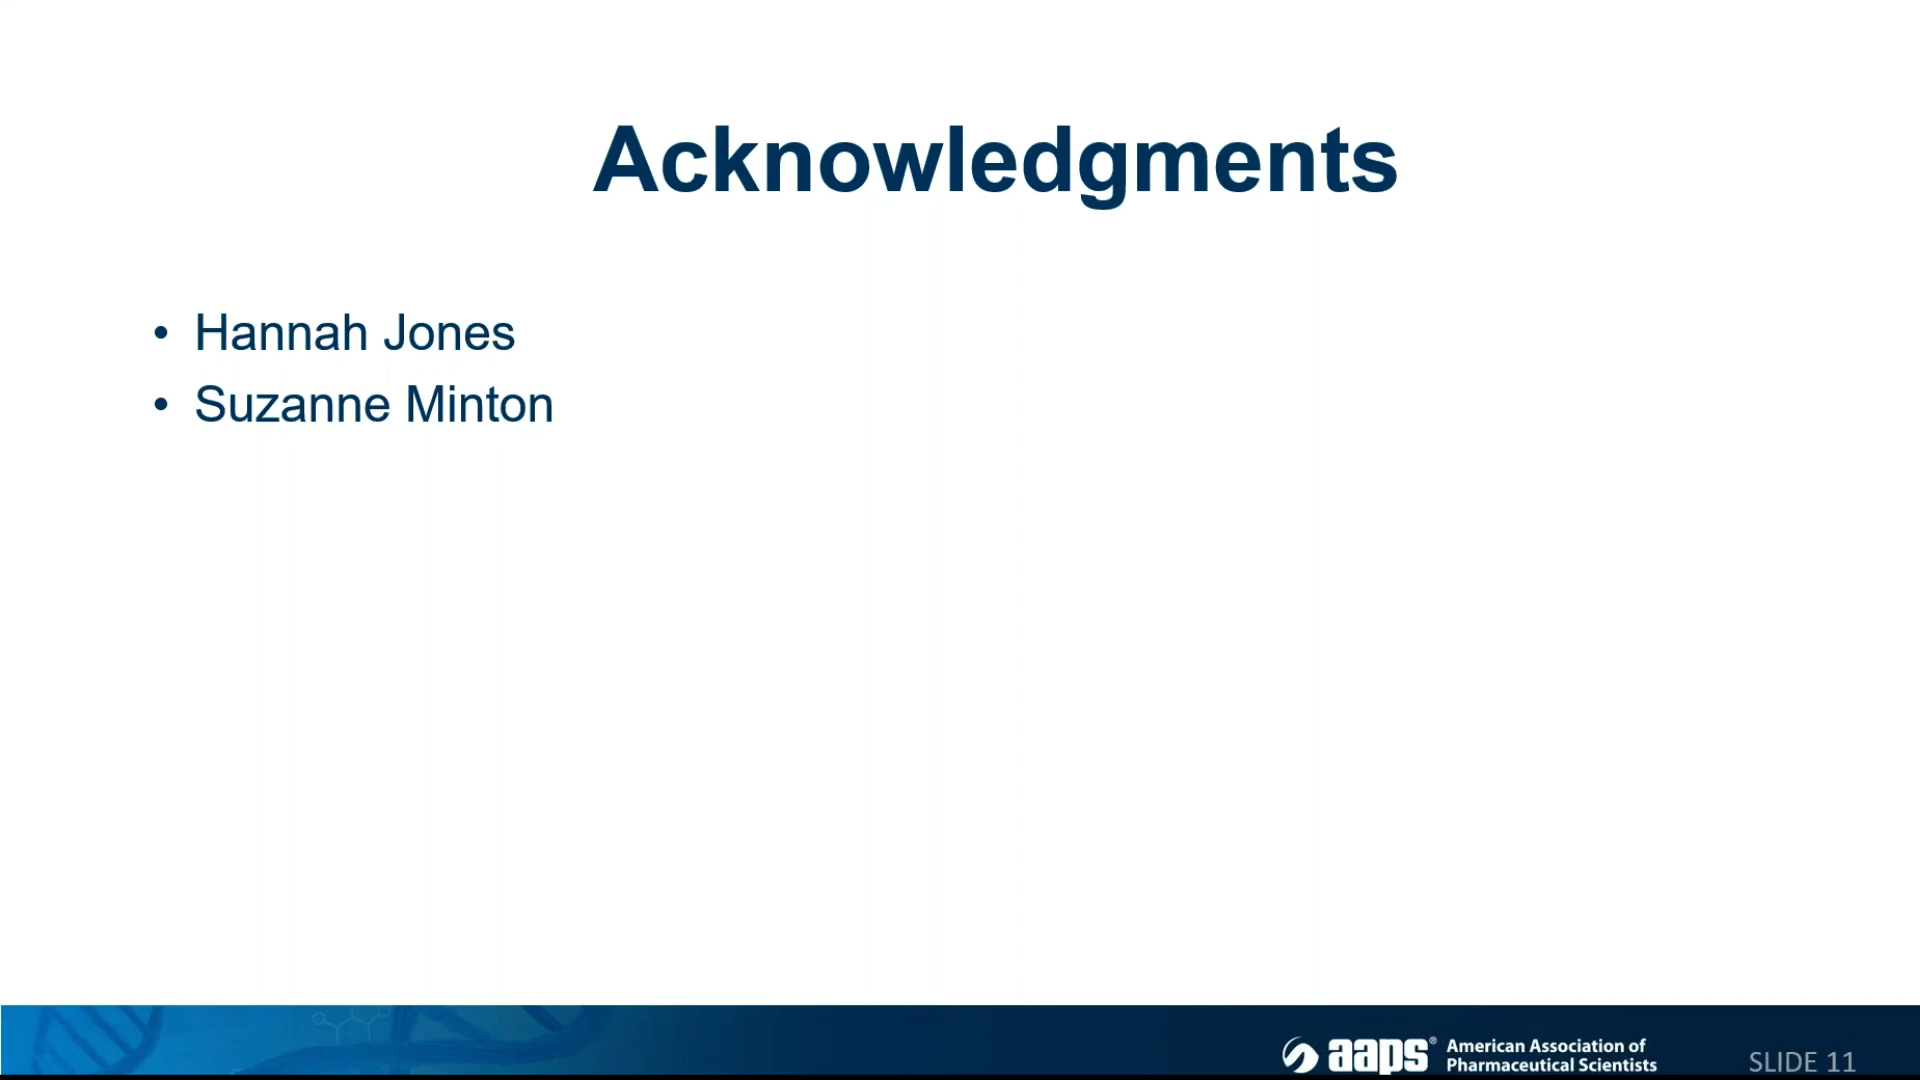 Acknowledgments
• Hannah Jones
• Suzanne Minton
aaps® American Association of
Pharmaceutical Scientists
SLIDE 11